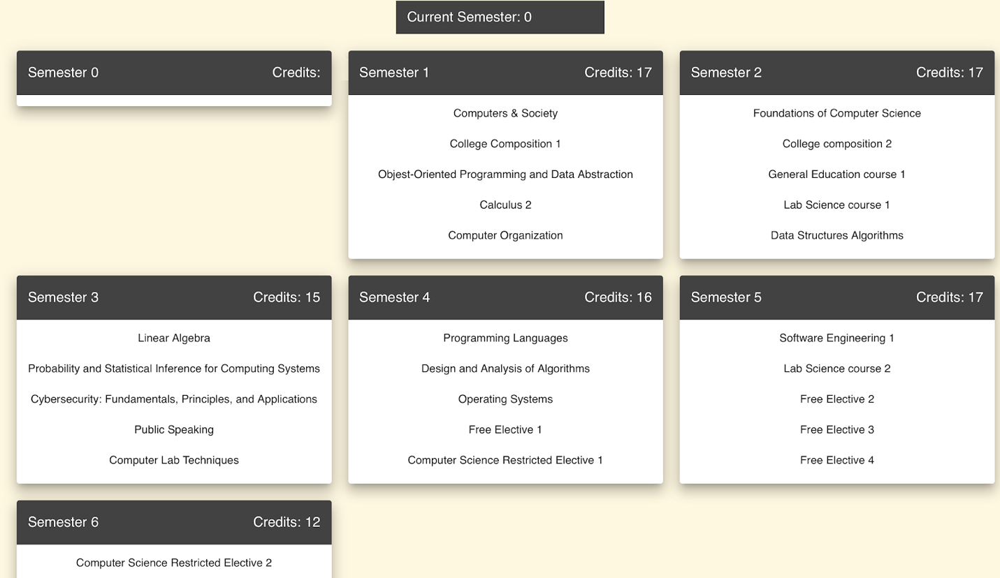 Current Semester: 0
Semester 0 Credits:
Semester 1 Credits: 17
Computers & Society
College Composition 1
Objest-Oriented Programming and Data Abstraction
Calculus 2
Computer Organization
Semester 2 Credits: 17
Foundations of Computer Science
College composition 2
General Education course 1
Lab Science course 1
Data Structures Algorithms
Semester 3 Credits: 15
Linear Algebra
Probability and Statistical Inference for Computing Systems
Cybersecurity: Fundamentals, Principles, and Applications
Public Speaking
Computer Lab Techniques
Semester 4 Credits: 16
Programming Languages
Design and Analysis of Algorithms
Operating Systems
Free Elective 1
Computer Science Restricted Elective 1
Semester 5 Credits: 17
Software Engineering 1
Lab Science course 2
Free Elective 2
Free Elective 3
Free Elective 4
Semester 6 Credits: 12
Computer Science Restricted Elective 2